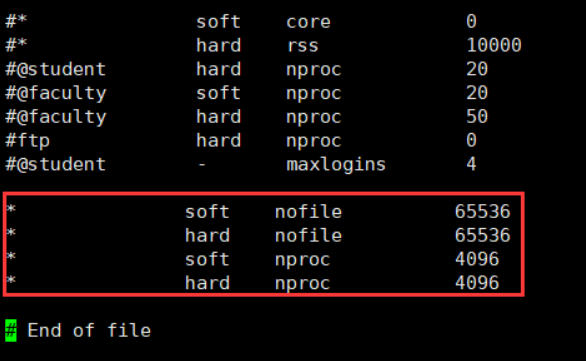 #*               soft    core            0
#*               hard    rss             10000
#@student        hard    nproc           20
#@faculty        soft    nproc           20
#@faculty        hard    nproc           50
#ftp             hard    nproc           0
#@student        -       maxlogins       4
*               soft    nofile          65536
*               hard    nofile          65536
*               soft    nproc           4096
*               hard    nproc           4096
# End of file